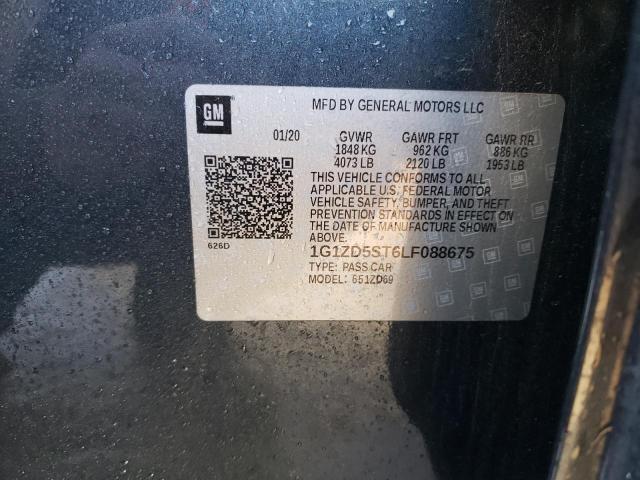 GM
MFD BY GENERAL MOTORS LLC
01/20 GVWR GAWR FRT GAWR RR
1848 KG 962 KG 886 KG
4073 LB 2120 LB 1953 LB
THIS VEHICLE CONFORMS TO ALL
APPLICABLE U.S. FEDERAL MOTOR
VEHICLE SAFETY, BUMPER, AND THEFT
PREVENTION STANDARDS IN EFFECT ON
THE DATE OF MANUFACTURE SHOWN
ABOVE.
626D
1G1ZD5ST6LF088675
TYPE: PASS CAR
MODEL: 651ZD69